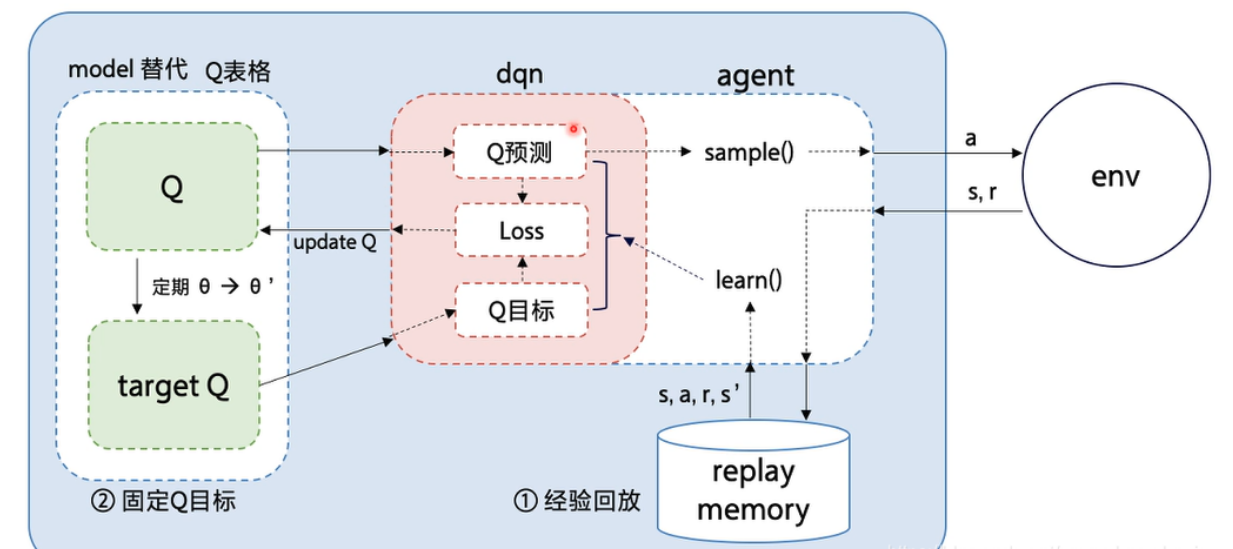 model 替代 Q表格
dqn
agent
Q
Q预测
sample()
a
env
s, r
Loss
update Q
learn()
定期 θ → θ '
Q目标
target Q
s, a, r, s'
replay
memory
② 固定Q目标
① 经验回放